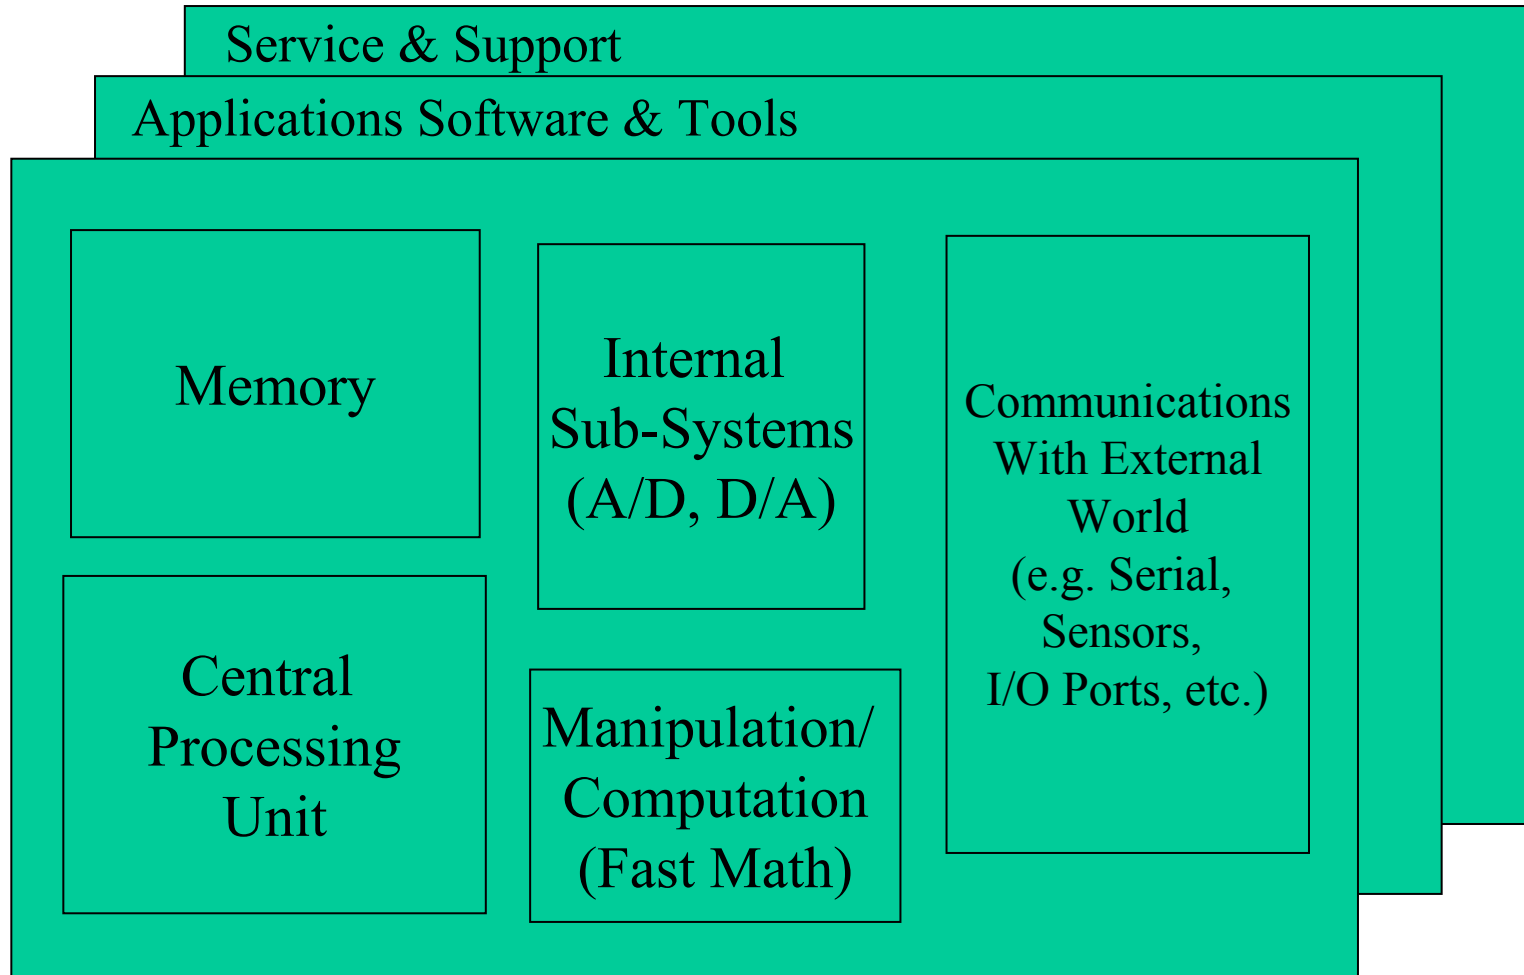 Service & Support
Applications Software & Tools
Memory
Internal
Sub-Systems
(A/D, D/A)
Communications
With External
World
(e.g. Serial,
Sensors,
I/O Ports, etc.)
Central
Processing
Unit
Manipulation/
Computation
(Fast Math)